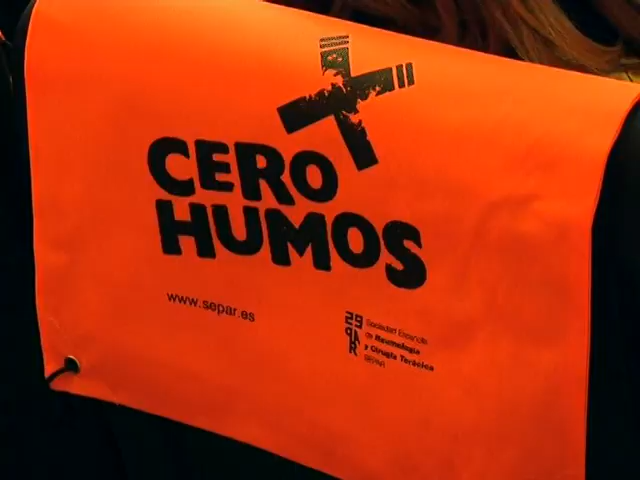 CERO
HUMOS
www.separ.es
Sociedad Española
de Neumología
y Cirugía Torácica
SEPAR